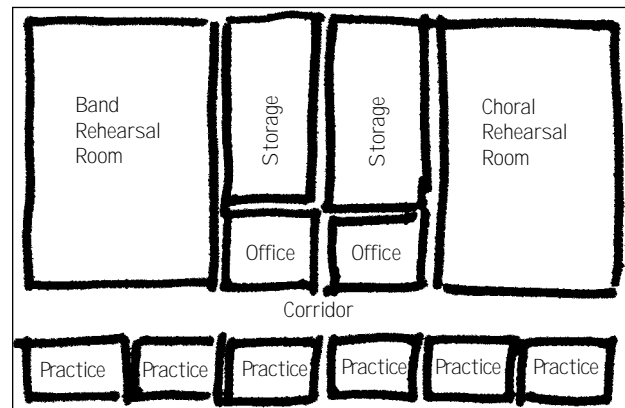 Band
Rehearsal
Room
Storage
Storage
Choral
Rehearsal
Room
Office
Office
Corridor
Practice
Practice
Practice
Practice
Practice
Practice